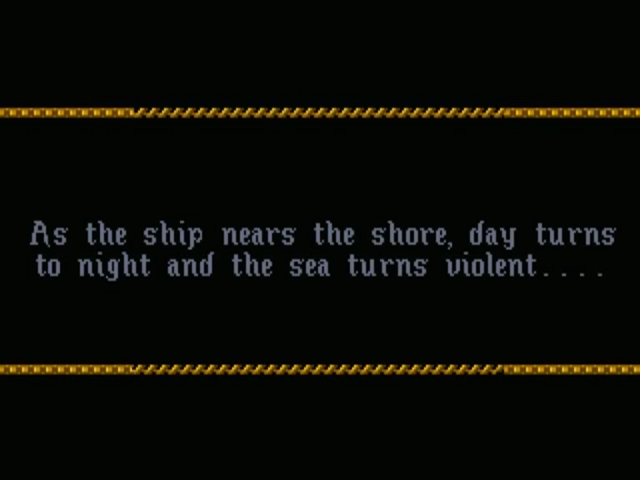 As the ship nears the shore, day turns
to night and the sea turns violent....